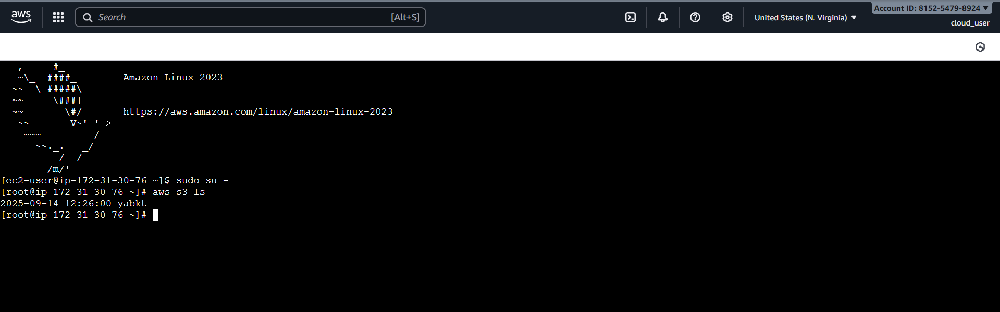 aws
Search [Alt+S]
United States (N. Virginia) ▼
Account ID: 8152-5479-8924 ▼
cloud_user
   ,     #_
   ~\_  ####_        Amazon Linux 2023
  ~~  \_#####\
  ~~     \###|
  ~~       \#/ ___   https://aws.amazon.com/linux/amazon-linux-2023
   ~~       V~' '->
    ~~~         /
      ~~._.   _/
         _/ _/
       _/m/'
[ec2-user@ip-172-31-30-76 ~]$ sudo su -
[root@ip-172-31-30-76 ~]# aws s3 ls
2025-09-14 12:26:00 yabkt
[root@ip-172-31-30-76 ~]#